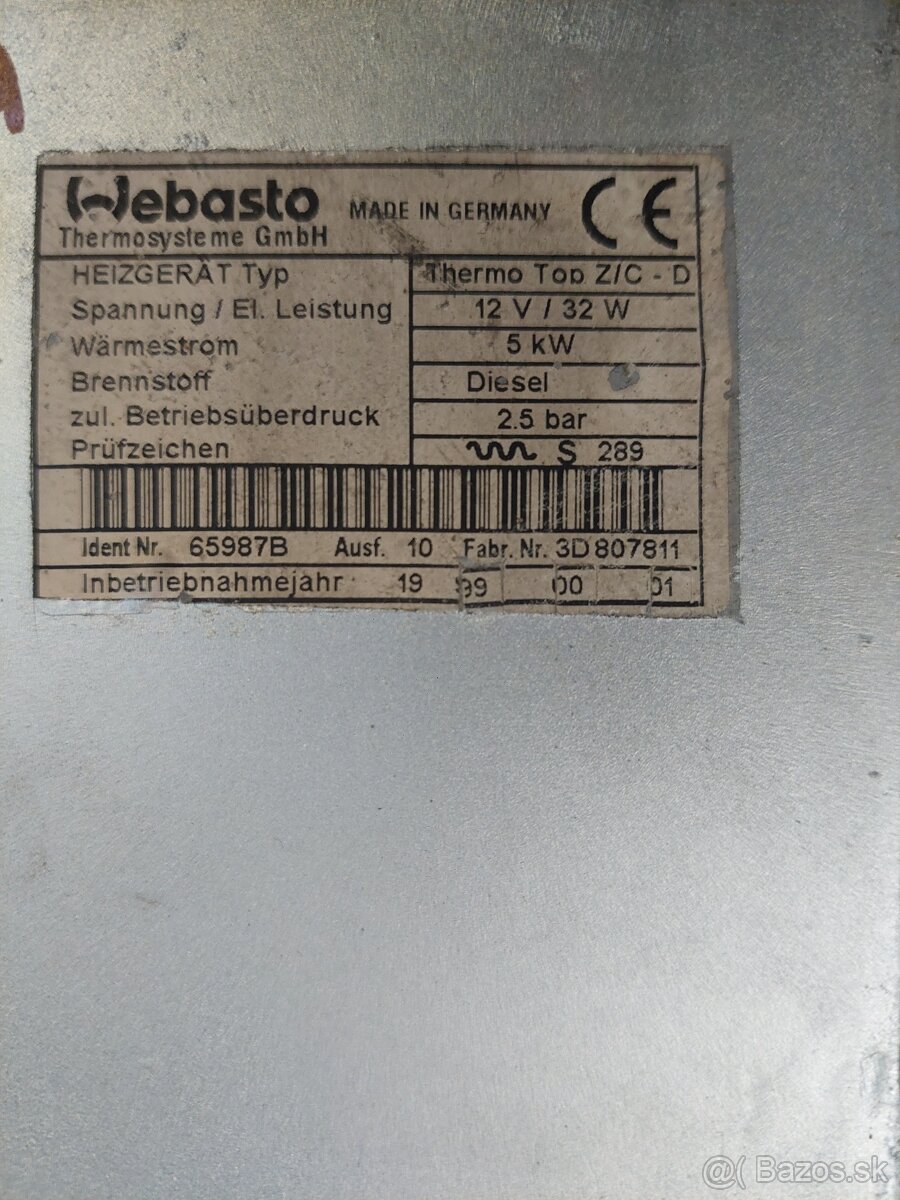 Webasto MADE IN GERMANY CE
Thermosysteme GmbH
HEIZGERÄT Typ Thermo Top Z/C - D
Spannung / El. Leistung 12 V / 32 W
Wärmestrom 5 kW
Brennstoff Diesel
zul. Betriebsüberdruck 2.5 bar
Prüfzeichen S 289
Ident Nr. 65987B Ausf. 10 Fabr. Nr. 3D807811
Inbetriebnahmejahr 19 99 00 01
@( Bazos.sk